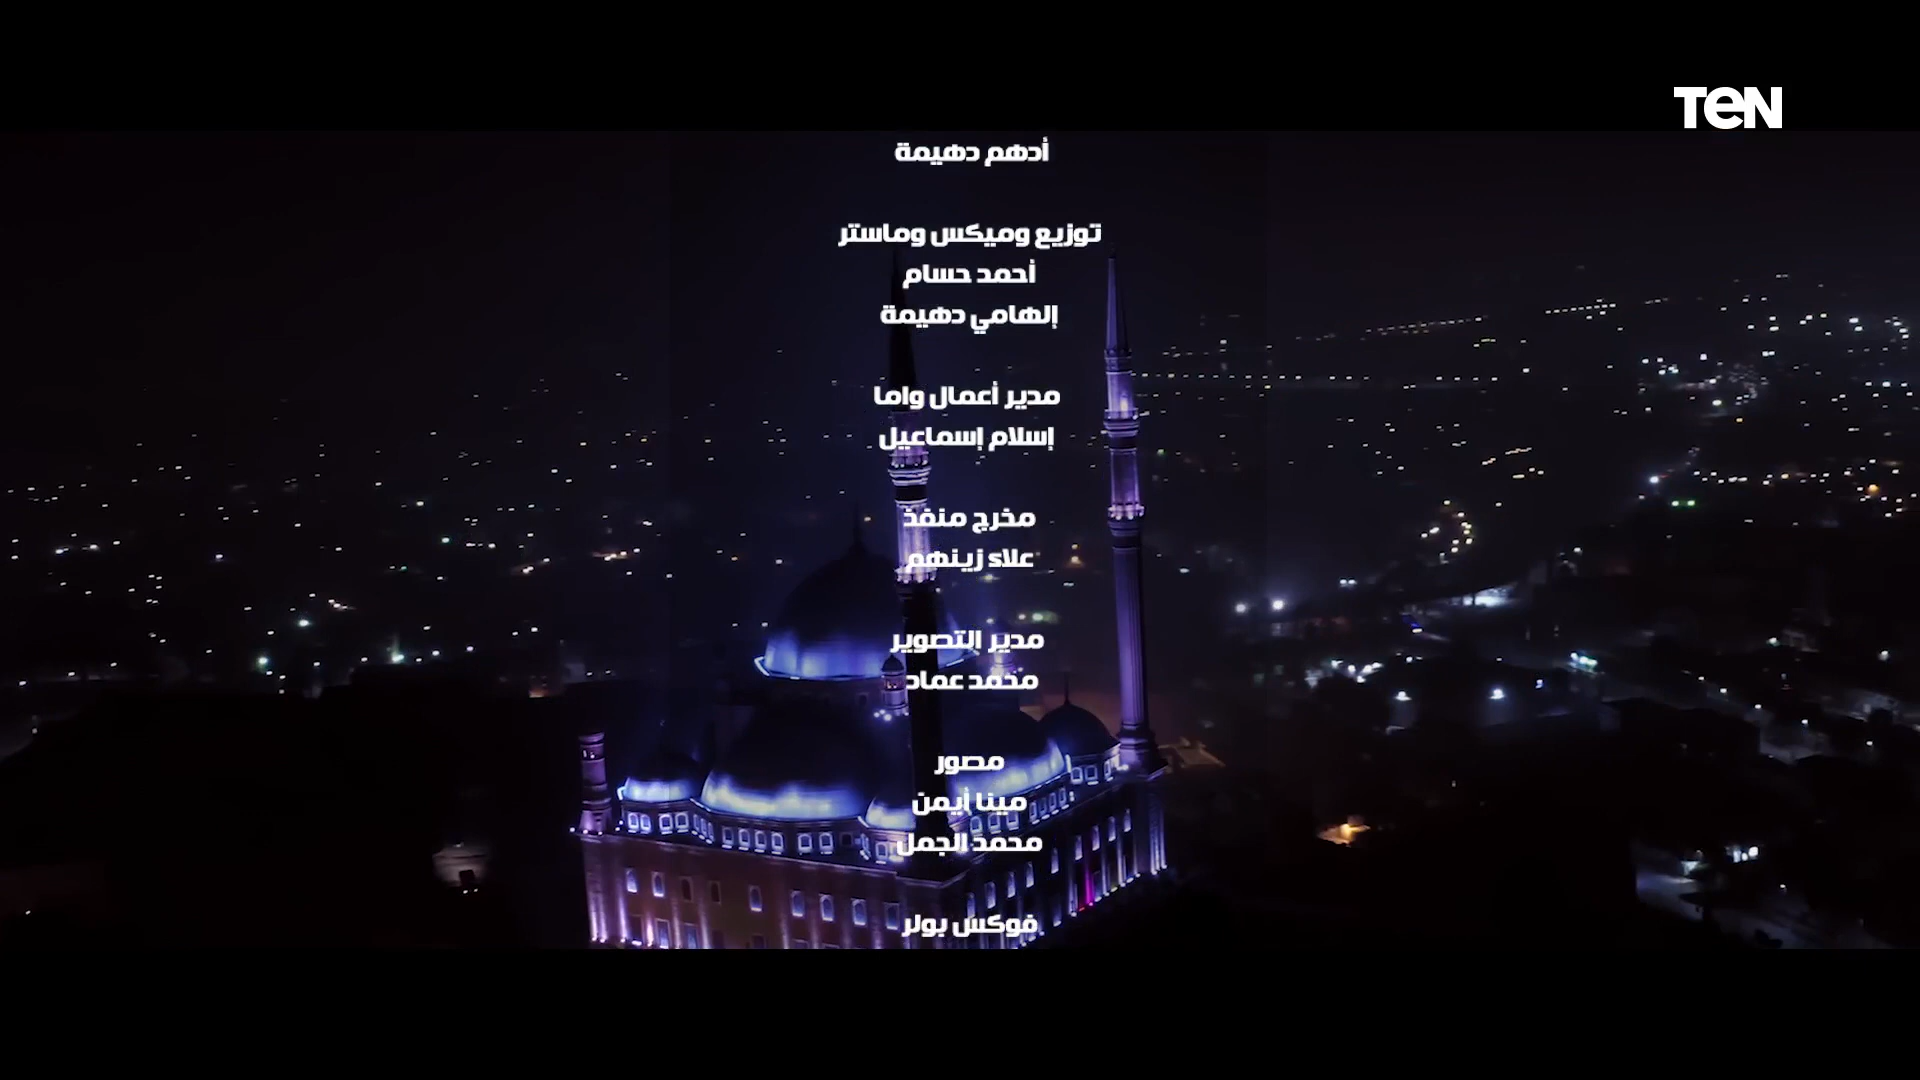 TeN
أدهم دهيمة
توزيع وميكس وماستر
أحمد حسام
إلهامي دهيمة
مدير أعمال واما
إسلام إسماعيل
مخرج منفذ
علاء زينهم
مدير التصوير
محمد عماد
مصور
مينا أيمن
محمد الجمل
فوكس بولر